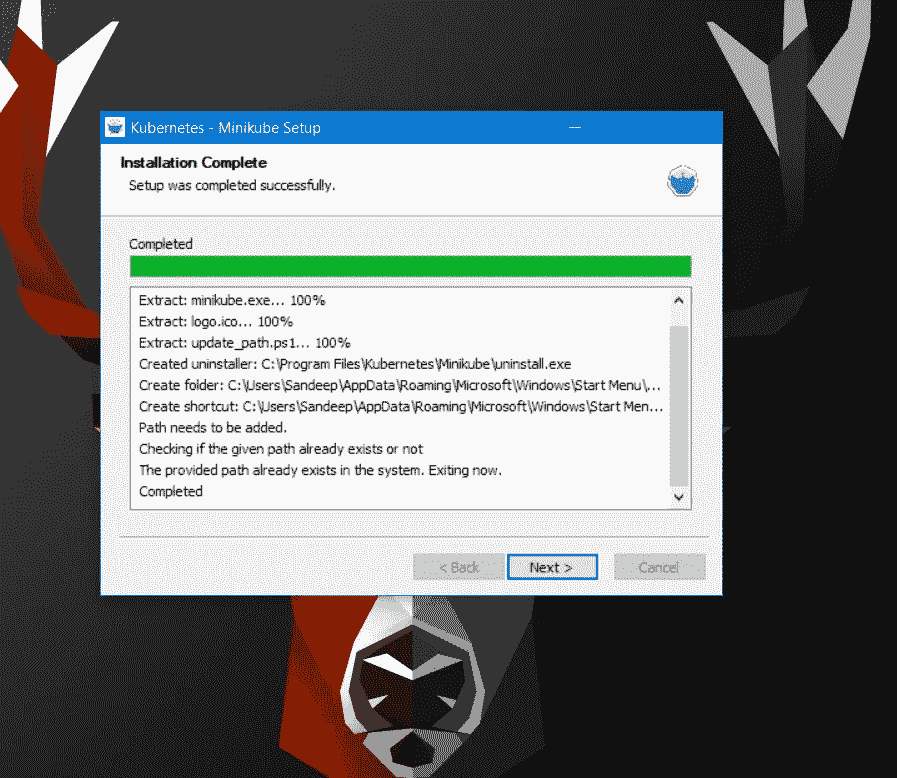 Kubernetes - Minikube Setup
Installation Complete
Setup was completed successfully.
Completed
Extract: minikube.exe... 100%
Extract: logo.ico... 100%
Extract: update_path.ps1... 100%
Created uninstaller: C:\Program Files\Kubernetes\Minikube\uninstall.exe
Create folder: C:\Users\Sandeep\AppData\Roaming\Microsoft\Windows\Start Menu\...
Create shortcut: C:\Users\Sandeep\AppData\Roaming\Microsoft\Windows\Start Men...
Path needs to be added.
Checking if the given path already exists or not
The provided path already exists in the system. Exiting now.
Completed
< Back Next > Cancel